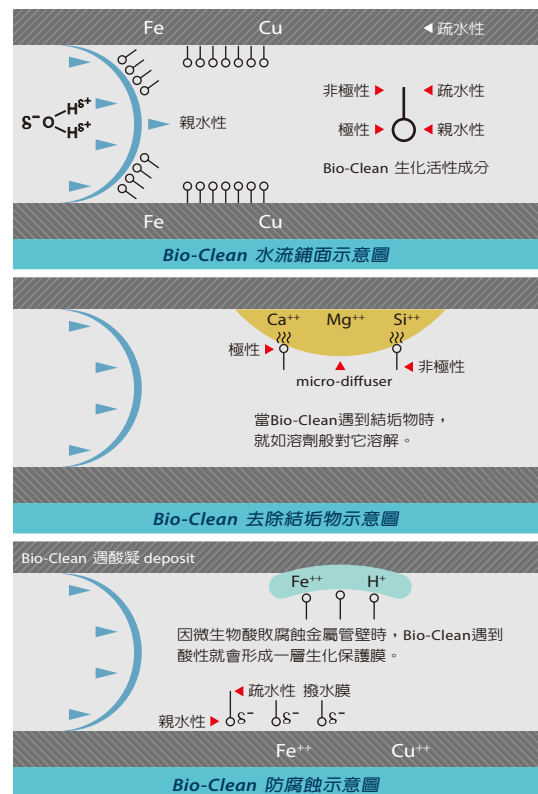 Fe Cu ◀ 疏水性
非極性 ▶ ◀ 疏水性
δ⁻ O H δ⁺ H δ⁺
親水性
極性 ▶ ◀ 親水性
Bio-Clean 生化活性成分
Fe Cu
Bio-Clean 水流鋪面示意圖
Ca⁺⁺ Mg⁺⁺ Si⁺⁺
極性 ▶ ◀ 非極性
micro-diffuser
當Bio-Clean遇到結垢物時，
就如溶劑般對它溶解。
Bio-Clean 去除結垢物示意圖
Bio-Clean 遇酸凝 deposit
Fe⁺⁺ H⁺
因微生物酸敗腐蝕金屬管壁時，Bio-Clean遇到
酸性就會形成一層生化保護膜。
◀ 疏水性 撥水膜
親水性 ▶ δ⁻ δ⁻ δ⁻
Fe⁺⁺ Cu⁺⁺
Bio-Clean 防腐蝕示意圖